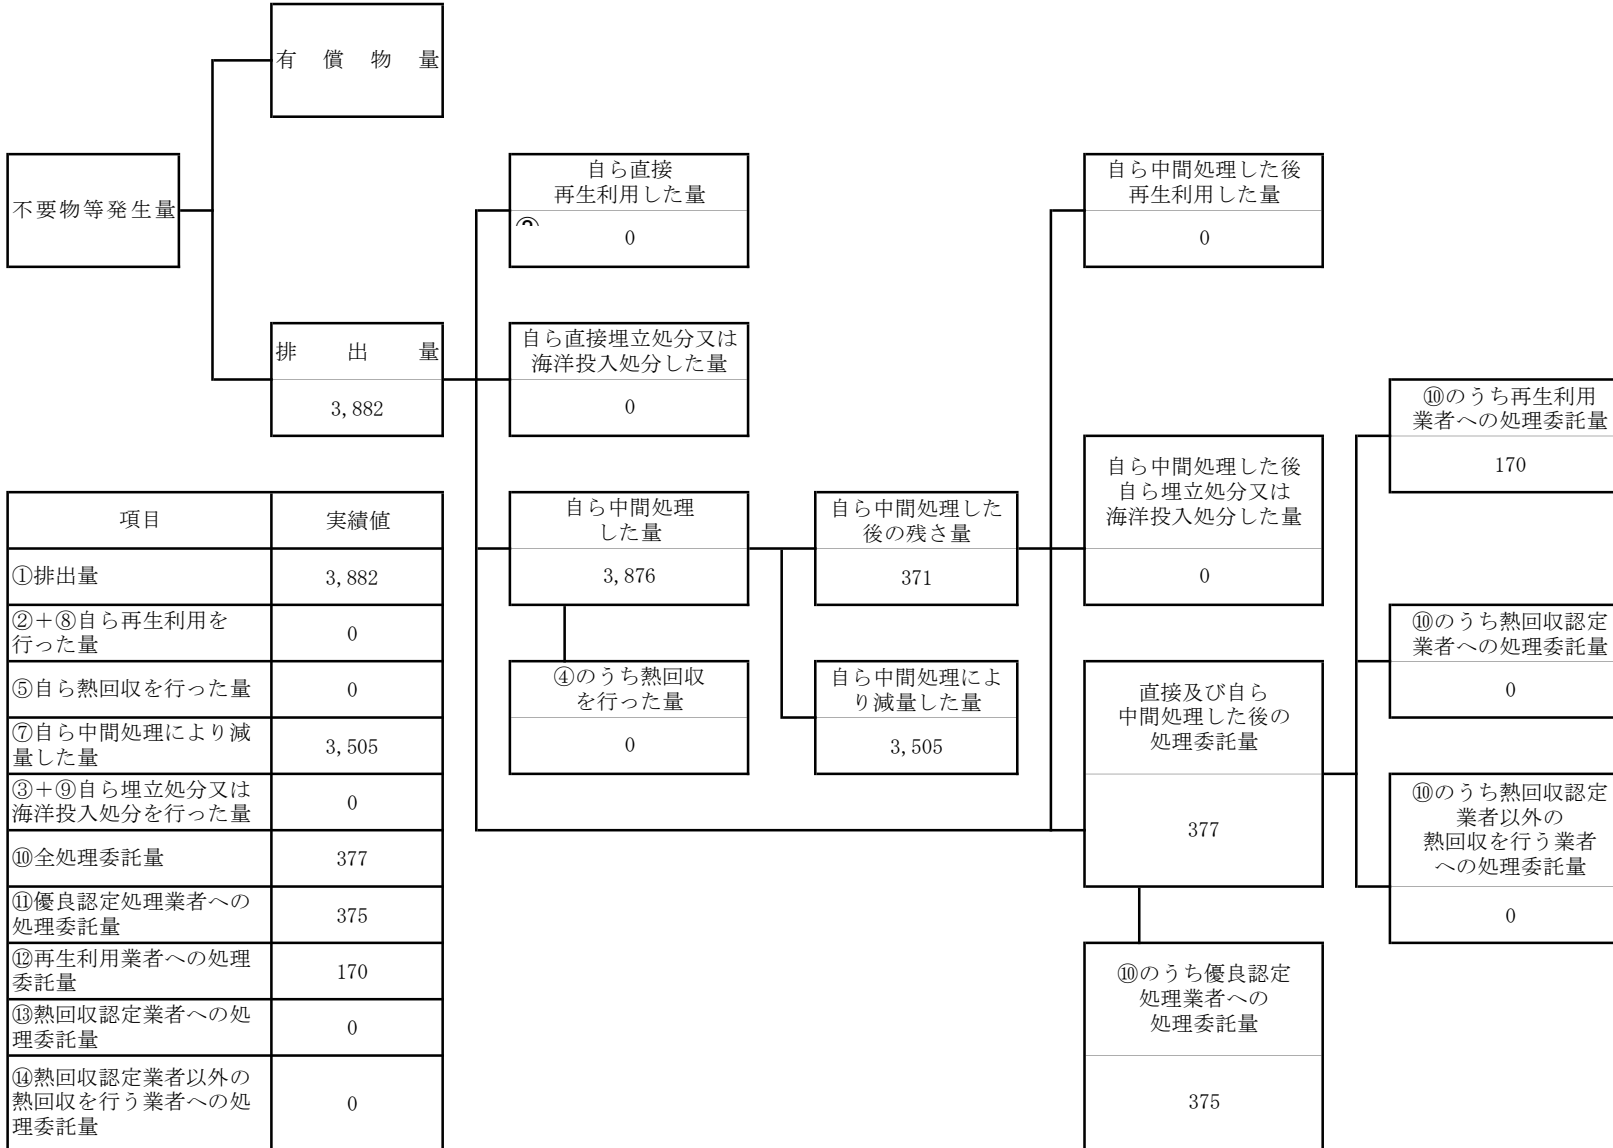 有償物量
不要物等発生量
自ら直接
再生利用した量
0
自ら中間処理した後
再生利用した量
0
排出量
3,882
自ら直接埋立処分又は
海洋投入処分した量
0
⑩のうち再生利用
業者への処理委託量
170
自ら中間処理
した量
3,876
自ら中間処理した
後の残さ量
371
自ら中間処理した後
自ら埋立処分又は
海洋投入処分した量
0
⑩のうち熱回収認定
業者への処理委託量
0
④のうち熱回収
を行った量
0
自ら中間処理によ
り減量した量
3,505
直接及び自ら
中間処理した後の
処理委託量
377
⑩のうち熱回収認定
業者以外の
熱回収を行う業者
への処理委託量
0
⑩のうち優良認定
処理業者への
処理委託量
375
項目 実績値
①排出量 3,882
②＋⑧自ら再生利用を
行った量 0
⑤自ら熱回収を行った量 0
⑦自ら中間処理により減
量した量 3,505
③＋⑨自ら埋立処分又は
海洋投入処分を行った量 0
⑩全処理委託量 377
⑪優良認定処理業者への
処理委託量 375
⑫再生利用業者への処理
委託量 170
⑬熱回収認定業者への処
理委託量 0
⑭熱回収認定業者以外の
熱回収を行う業者への処
理委託量 0